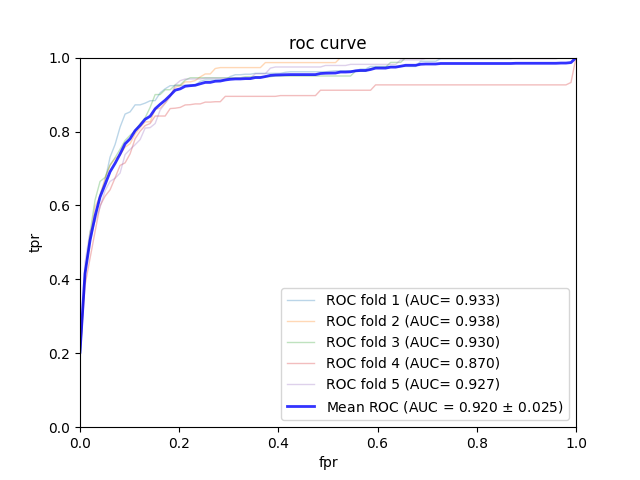 roc curve
tpr
1.0
0.8
0.6
0.4
0.2
0.0
ROC fold 1 (AUC= 0.933)
ROC fold 2 (AUC= 0.938)
ROC fold 3 (AUC= 0.930)
ROC fold 4 (AUC= 0.870)
ROC fold 5 (AUC= 0.927)
Mean ROC (AUC = 0.920 ± 0.025)
0.0 0.2 0.4 0.6 0.8 1.0
fpr